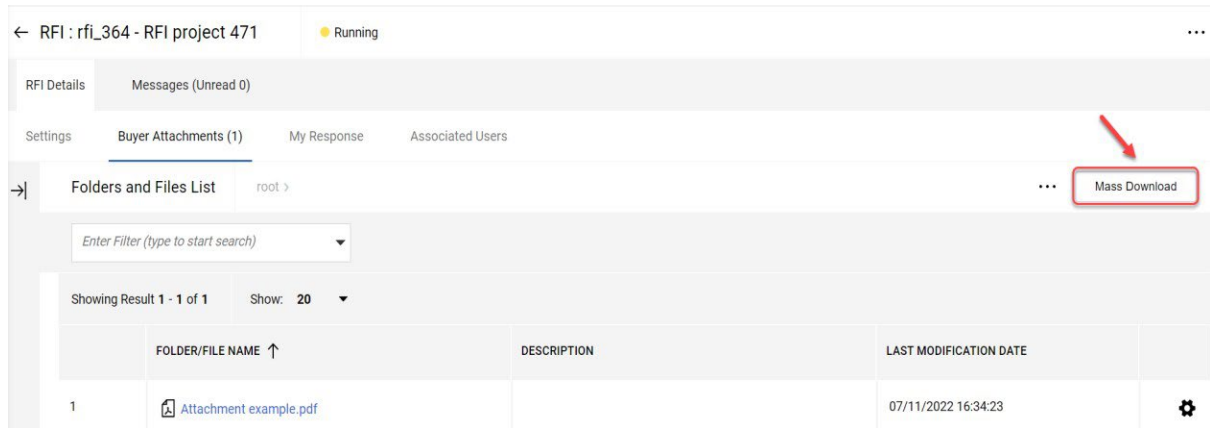 RFI : rfi_364 - RFI project 471 Running
RFI Details Messages (Unread 0)
Settings Buyer Attachments (1) My Response Associated Users
Folders and Files List root > Mass Download
Enter Filter (type to start search)
Showing Result 1 - 1 of 1 Show: 20
FOLDER/FILE NAME DESCRIPTION LAST MODIFICATION DATE
1 Attachment example.pdf 07/11/2022 16:34:23